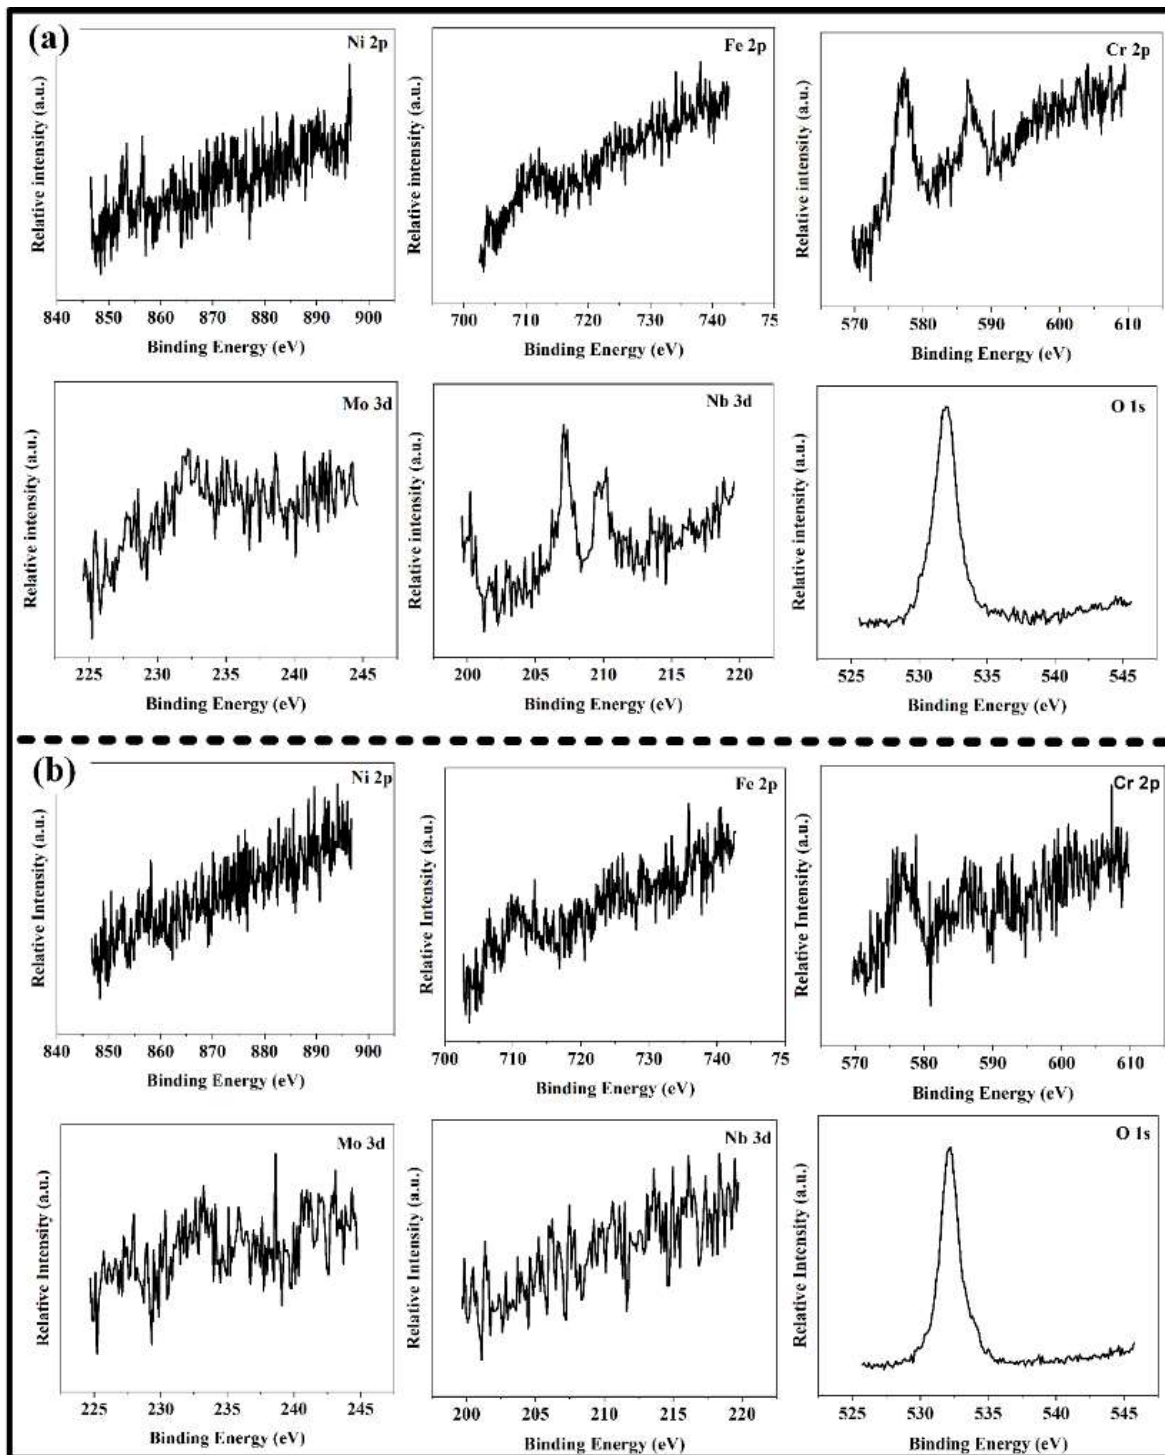 (a)
Ni 2p
Relative intensity (a.u.)
840 850 860 870 880 890 900
Binding Energy (eV)
Fe 2p
Relative intensity (a.u.)
700 710 720 730 740 75
Binding Energy (eV)
Cr 2p
Relative intensity (a.u.)
570 580 590 600 610
Binding Energy (eV)
Mo 3d
Relative intensity (a.u.)
225 230 235 240 245
Binding Energy (eV)
Nb 3d
Relative intensity (a.u.)
200 205 210 215 220
Binding Energy (eV)
O 1s
Relative intensity (a.u.)
525 530 535 540 545
Binding Energy (eV)
(b)
Ni 2p
Relative Intensity (a.u.)
840 850 860 870 880 890 900
Binding Energy (eV)
Fe 2p
Relative Intensity (a.u.)
700 710 720 730 740 75
Binding Energy (eV)
Cr 2p
Relative Intensity (a.u.)
570 580 590 600 610
Binding Energy (eV)
Mo 3d
Relative Intensity (a.u.)
225 230 235 240 245
Binding Energy (eV)
Nb 3d
Relative Intensity (a.u.)
200 205 210 215 220
Binding Energy (eV)
O 1s
Relative Intensity (a.u.)
525 530 535 540 545
Binding Energy (eV)